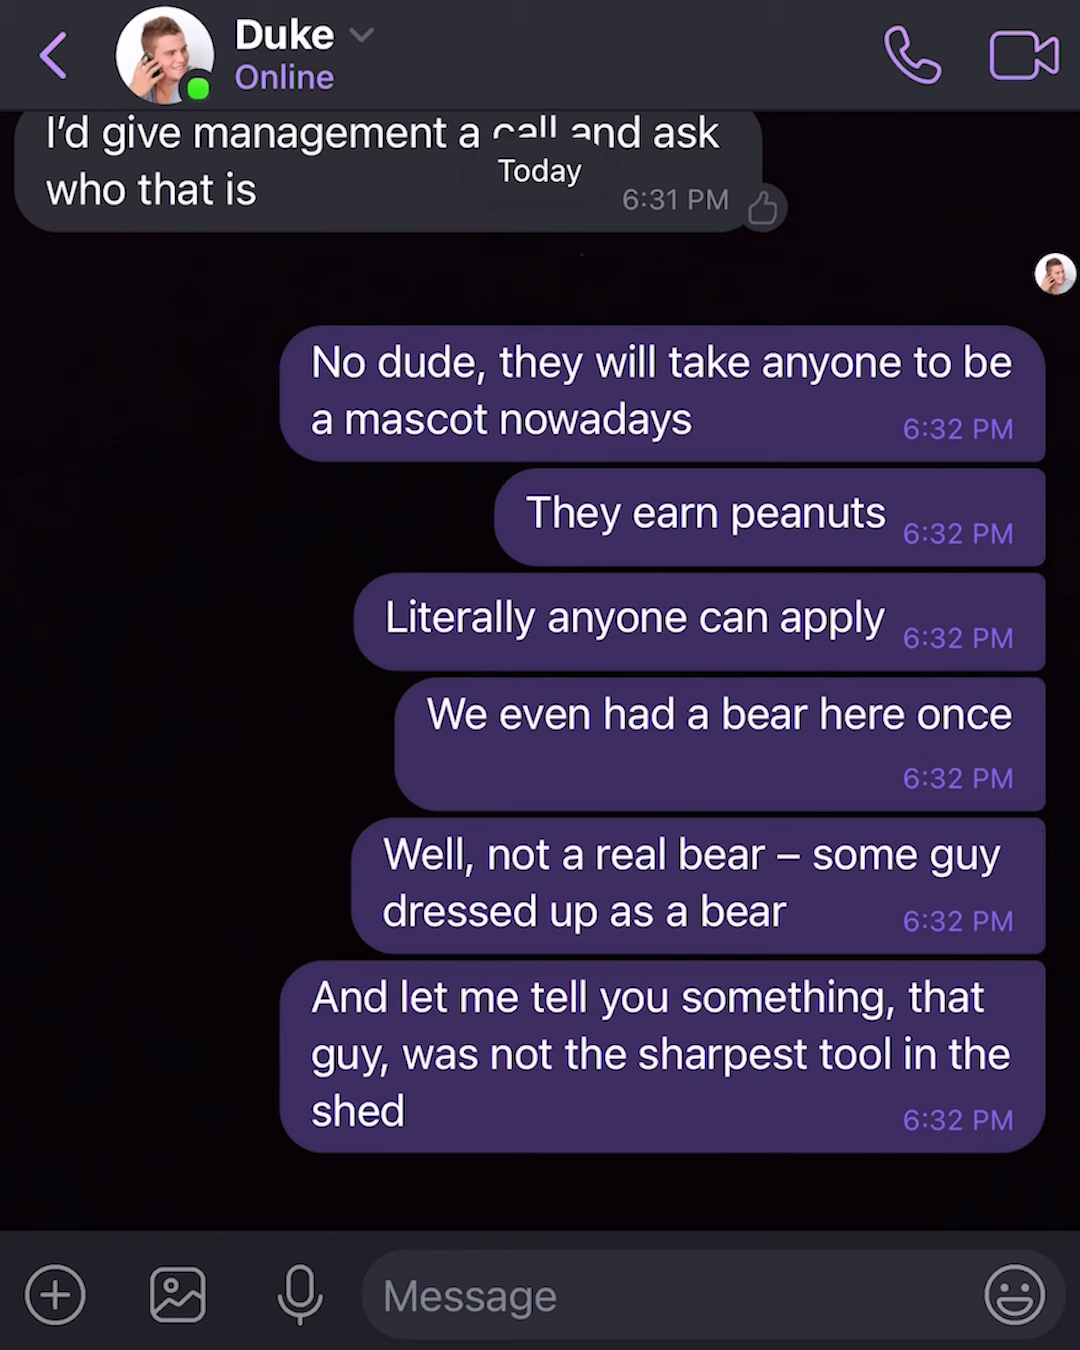 Duke
Online
I’d give management a call and ask
Today
who that is
6:31 PM
No dude, they will take anyone to be
a mascot nowadays
6:32 PM
They earn peanuts
6:32 PM
Literally anyone can apply
6:32 PM
We even had a bear here once
6:32 PM
Well, not a real bear – some guy
dressed up as a bear
6:32 PM
And let me tell you something, that
guy, was not the sharpest tool in the
shed
6:32 PM
Message